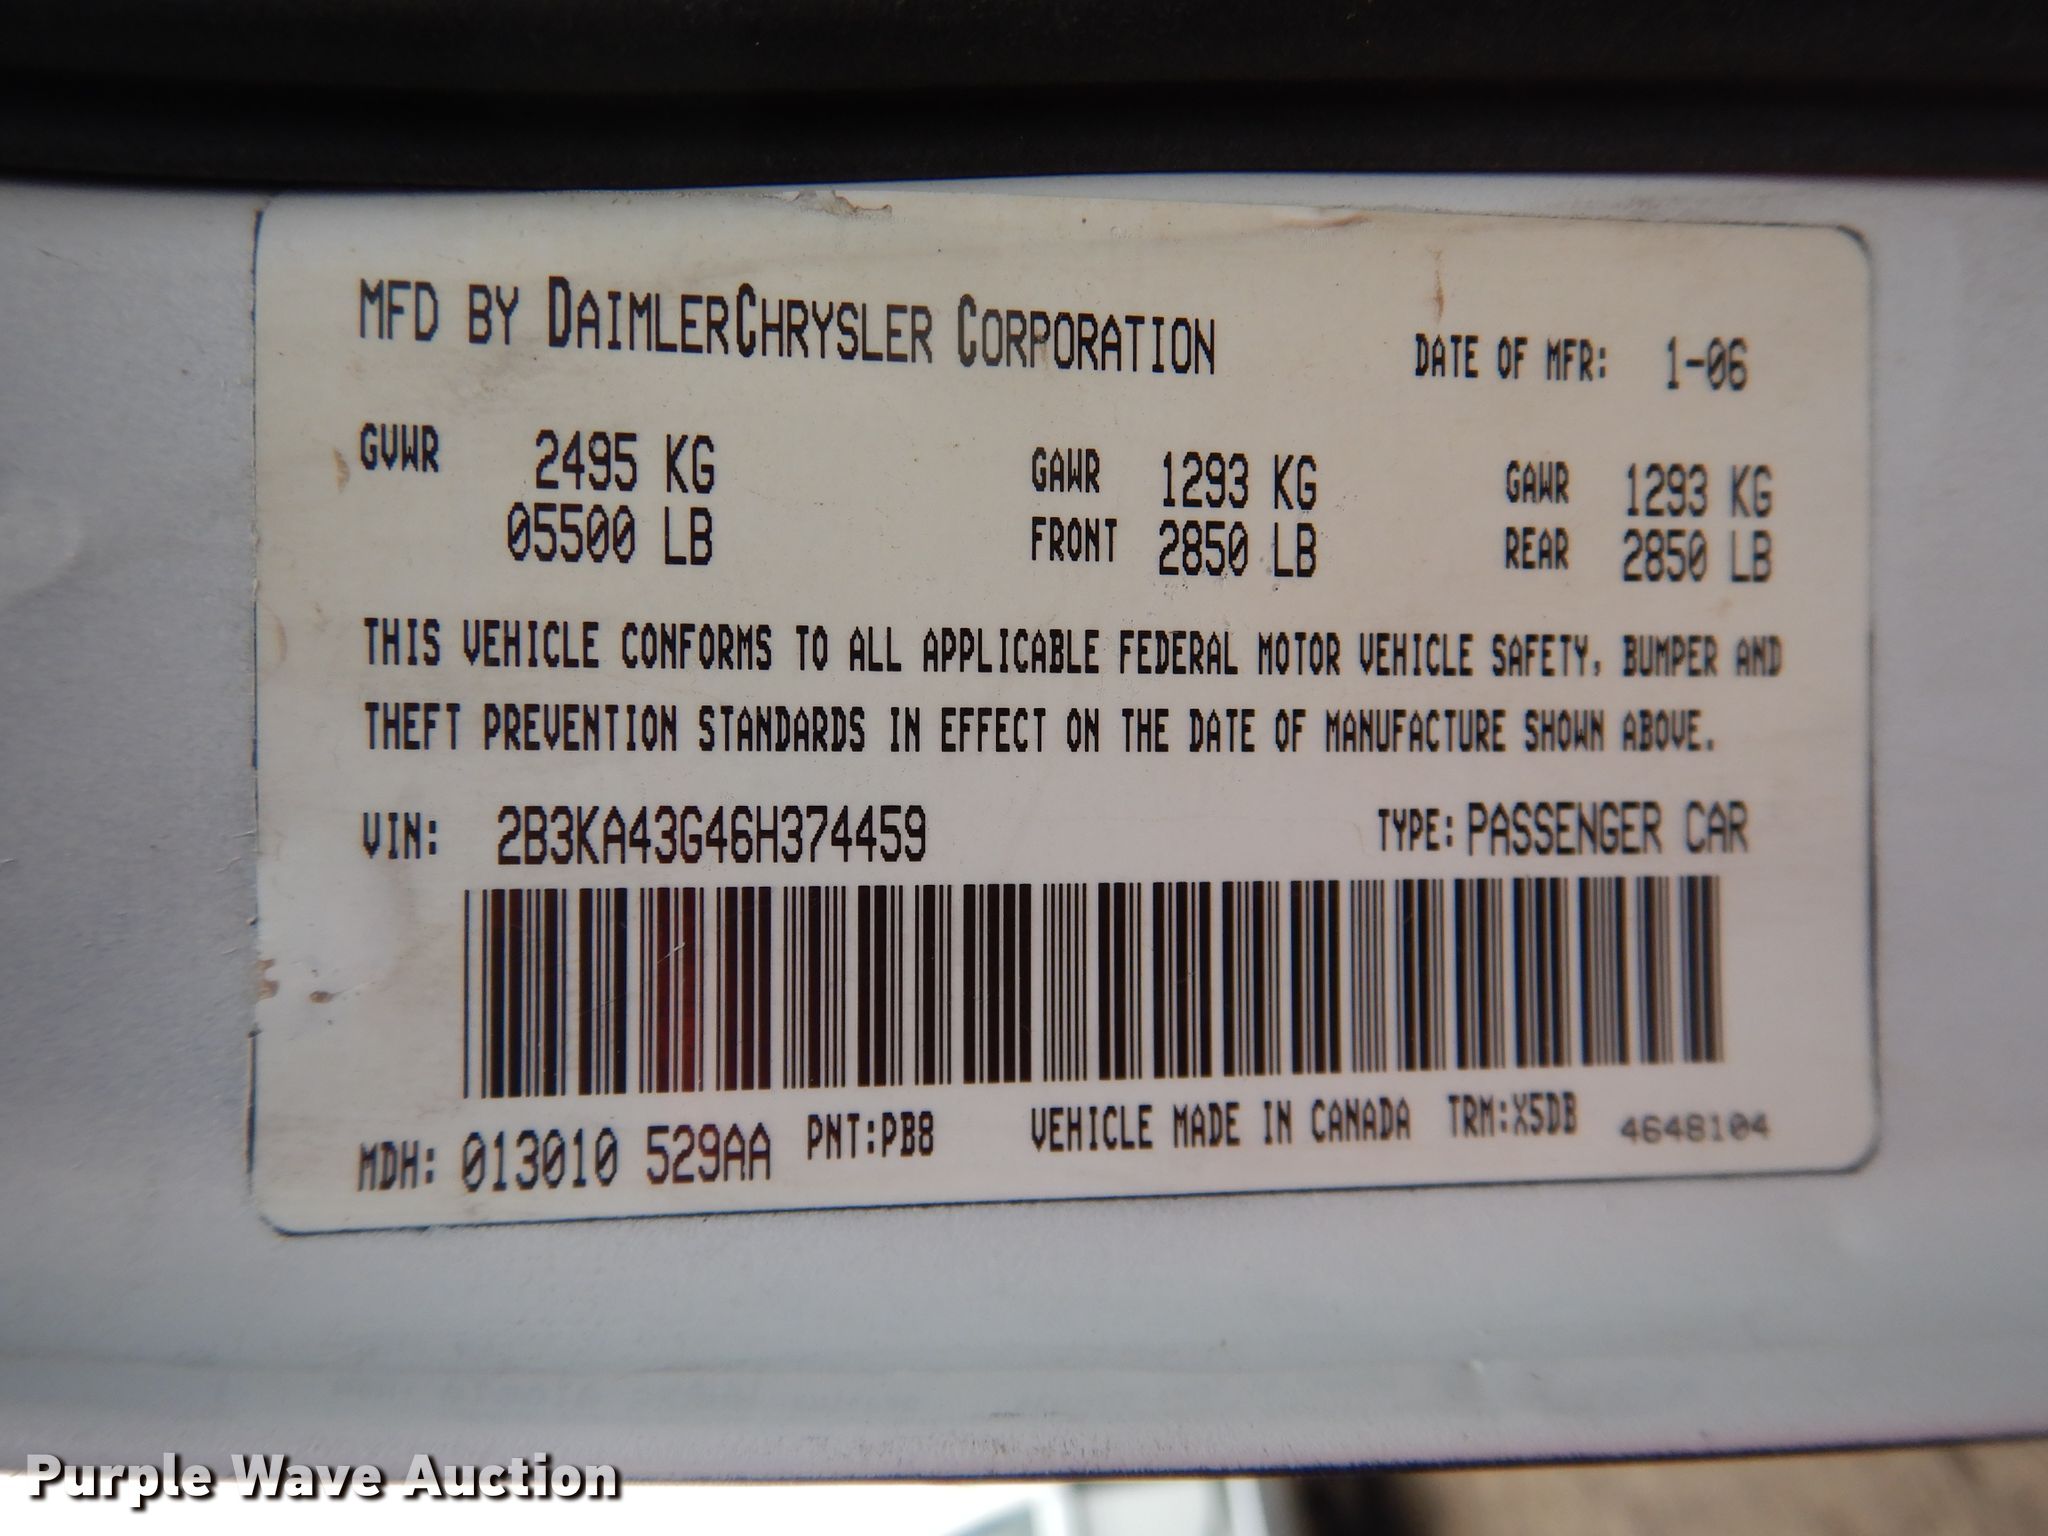 MFD BY DAIMLERCHRYSLER CORPORATION
DATE OF MFR: 1-06
GVWR 2495 KG
05500 LB
GAWR 1293 KG
FRONT 2850 LB
GAWR 1293 KG
REAR 2850 LB
THIS VEHICLE CONFORMS TO ALL APPLICABLE FEDERAL MOTOR VEHICLE SAFETY, BUMPER AND
THEFT PREVENTION STANDARDS IN EFFECT ON THE DATE OF MANUFACTURE SHOWN ABOVE.
VIN: 2B3KA43G46H374459
TYPE: PASSENGER CAR
MDH: 013010 529AA PNT:PB8 VEHICLE MADE IN CANADA TRM:X5DB 4648104
Purple Wave Auction